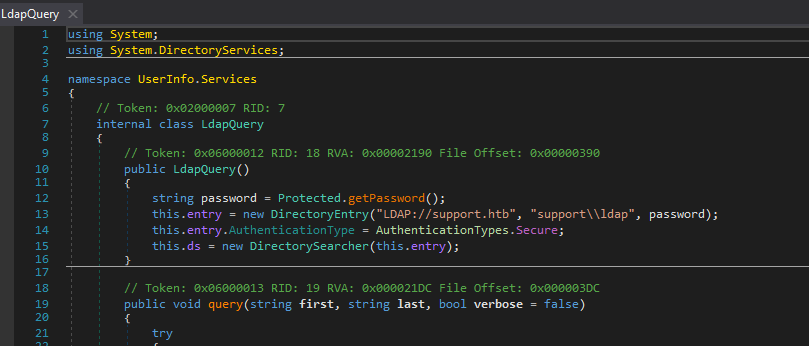 LdapQuery X
1 using System;
2 using System.DirectoryServices;
3
4 namespace UserInfo.Services
5 {
6 // Token: 0x02000007 RID: 7
7 internal class LdapQuery
8 {
9 // Token: 0x06000012 RID: 18 RVA: 0x00002190 File Offset: 0x00000390
10 public LdapQuery()
11 {
12 string password = Protected.getPassword();
13 this.entry = new DirectoryEntry("LDAP://support.htb", "support\\ldap", password);
14 this.entry.AuthenticationType = AuthenticationTypes.Secure;
15 this.ds = new DirectorySearcher(this.entry);
16 }
17
18 // Token: 0x06000013 RID: 19 RVA: 0x000021DC File Offset: 0x000003DC
19 public void query(string first, string last, bool verbose = false)
20 {
21 try
22 {